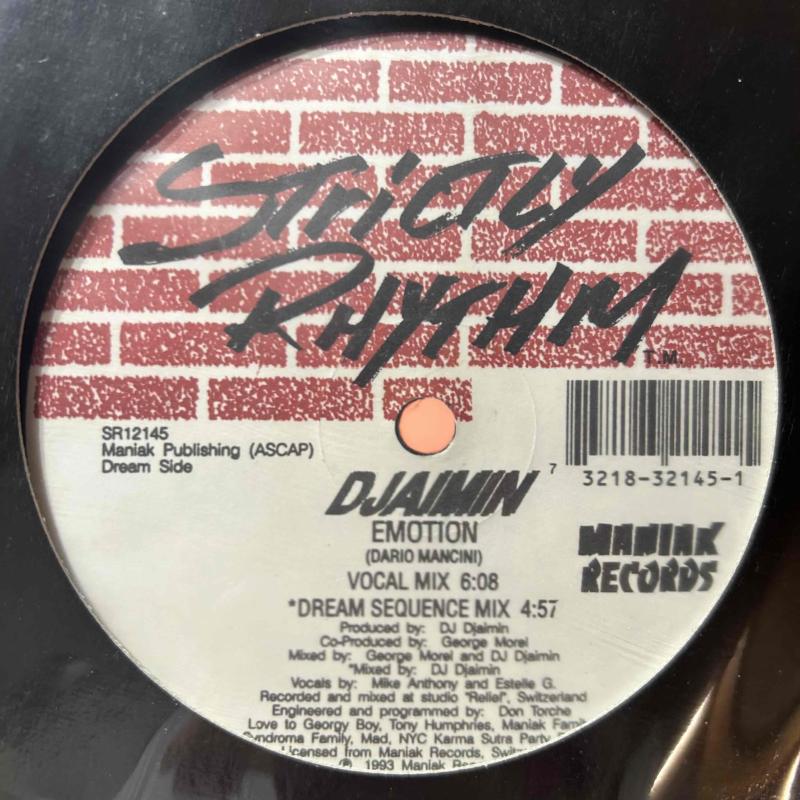 STRICTLY
RHYTHM
T.M.
SR12145
Maniak Publishing (ASCAP)
Dream Side
7 3218-32145-1
DJAIMIN
EMOTION
(DARIO MANCINI)
MANIAK
RECORDS
VOCAL MIX 6:08
*DREAM SEQUENCE MIX 4:57
Produced by: DJ Djaimin
Co-Produced by: George Morel
Mixed by: George Morel and DJ Djaimin
*Mixed by: DJ Djaimin
Vocals by: Mike Anthony and Estelle G.
Recorded and mixed at studio "Relief", Switzerland
Engineered and programmed by: Don Torche
Love to Georgy Boy, Tony Humphries, Maniak
Family, Mad, NYC Karma Sutra Party
Licensed from Maniak Records,
℗ 1993 Maniak